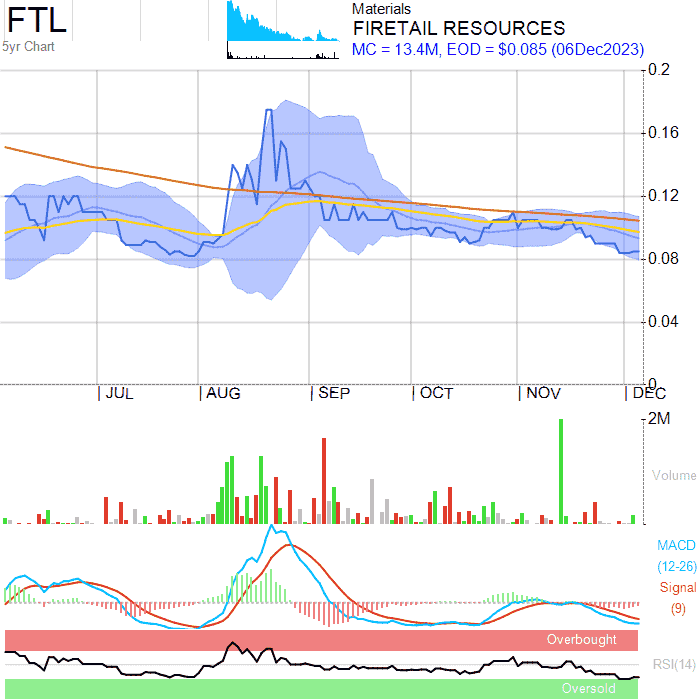 FTL
5yr Chart
Materials
FIRETAIL RESOURCES
MC = 13.4M, EOD = $0.085 (06Dec2023)
0.2
0.16
0.12
0.08
0.04
0
JUL
AUG
SEP
OCT
NOV
DEC
2M
Volume
MACD
(12-26)
Signal
(9)
Overbought
RSI(14)
Oversold